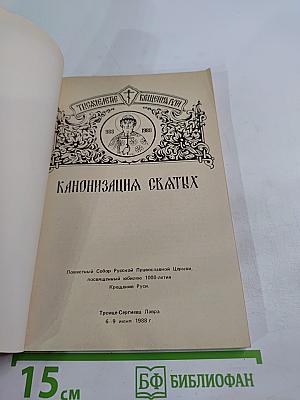 ТЫСЯЧЕЛЕТИЕ КРЕЩЕНИЯ РУСИ
988 1988
КАНОНИЗАЦИЯ СВЯТЫХ
Поместный Собор Русской Православной Церкви,
посвященный юбилею 1000-летия
Крещения Руси.
Троице-Сергиева Лавра
6-9 июня 1988 г.
15 см
БФ БИБЛИОФАН